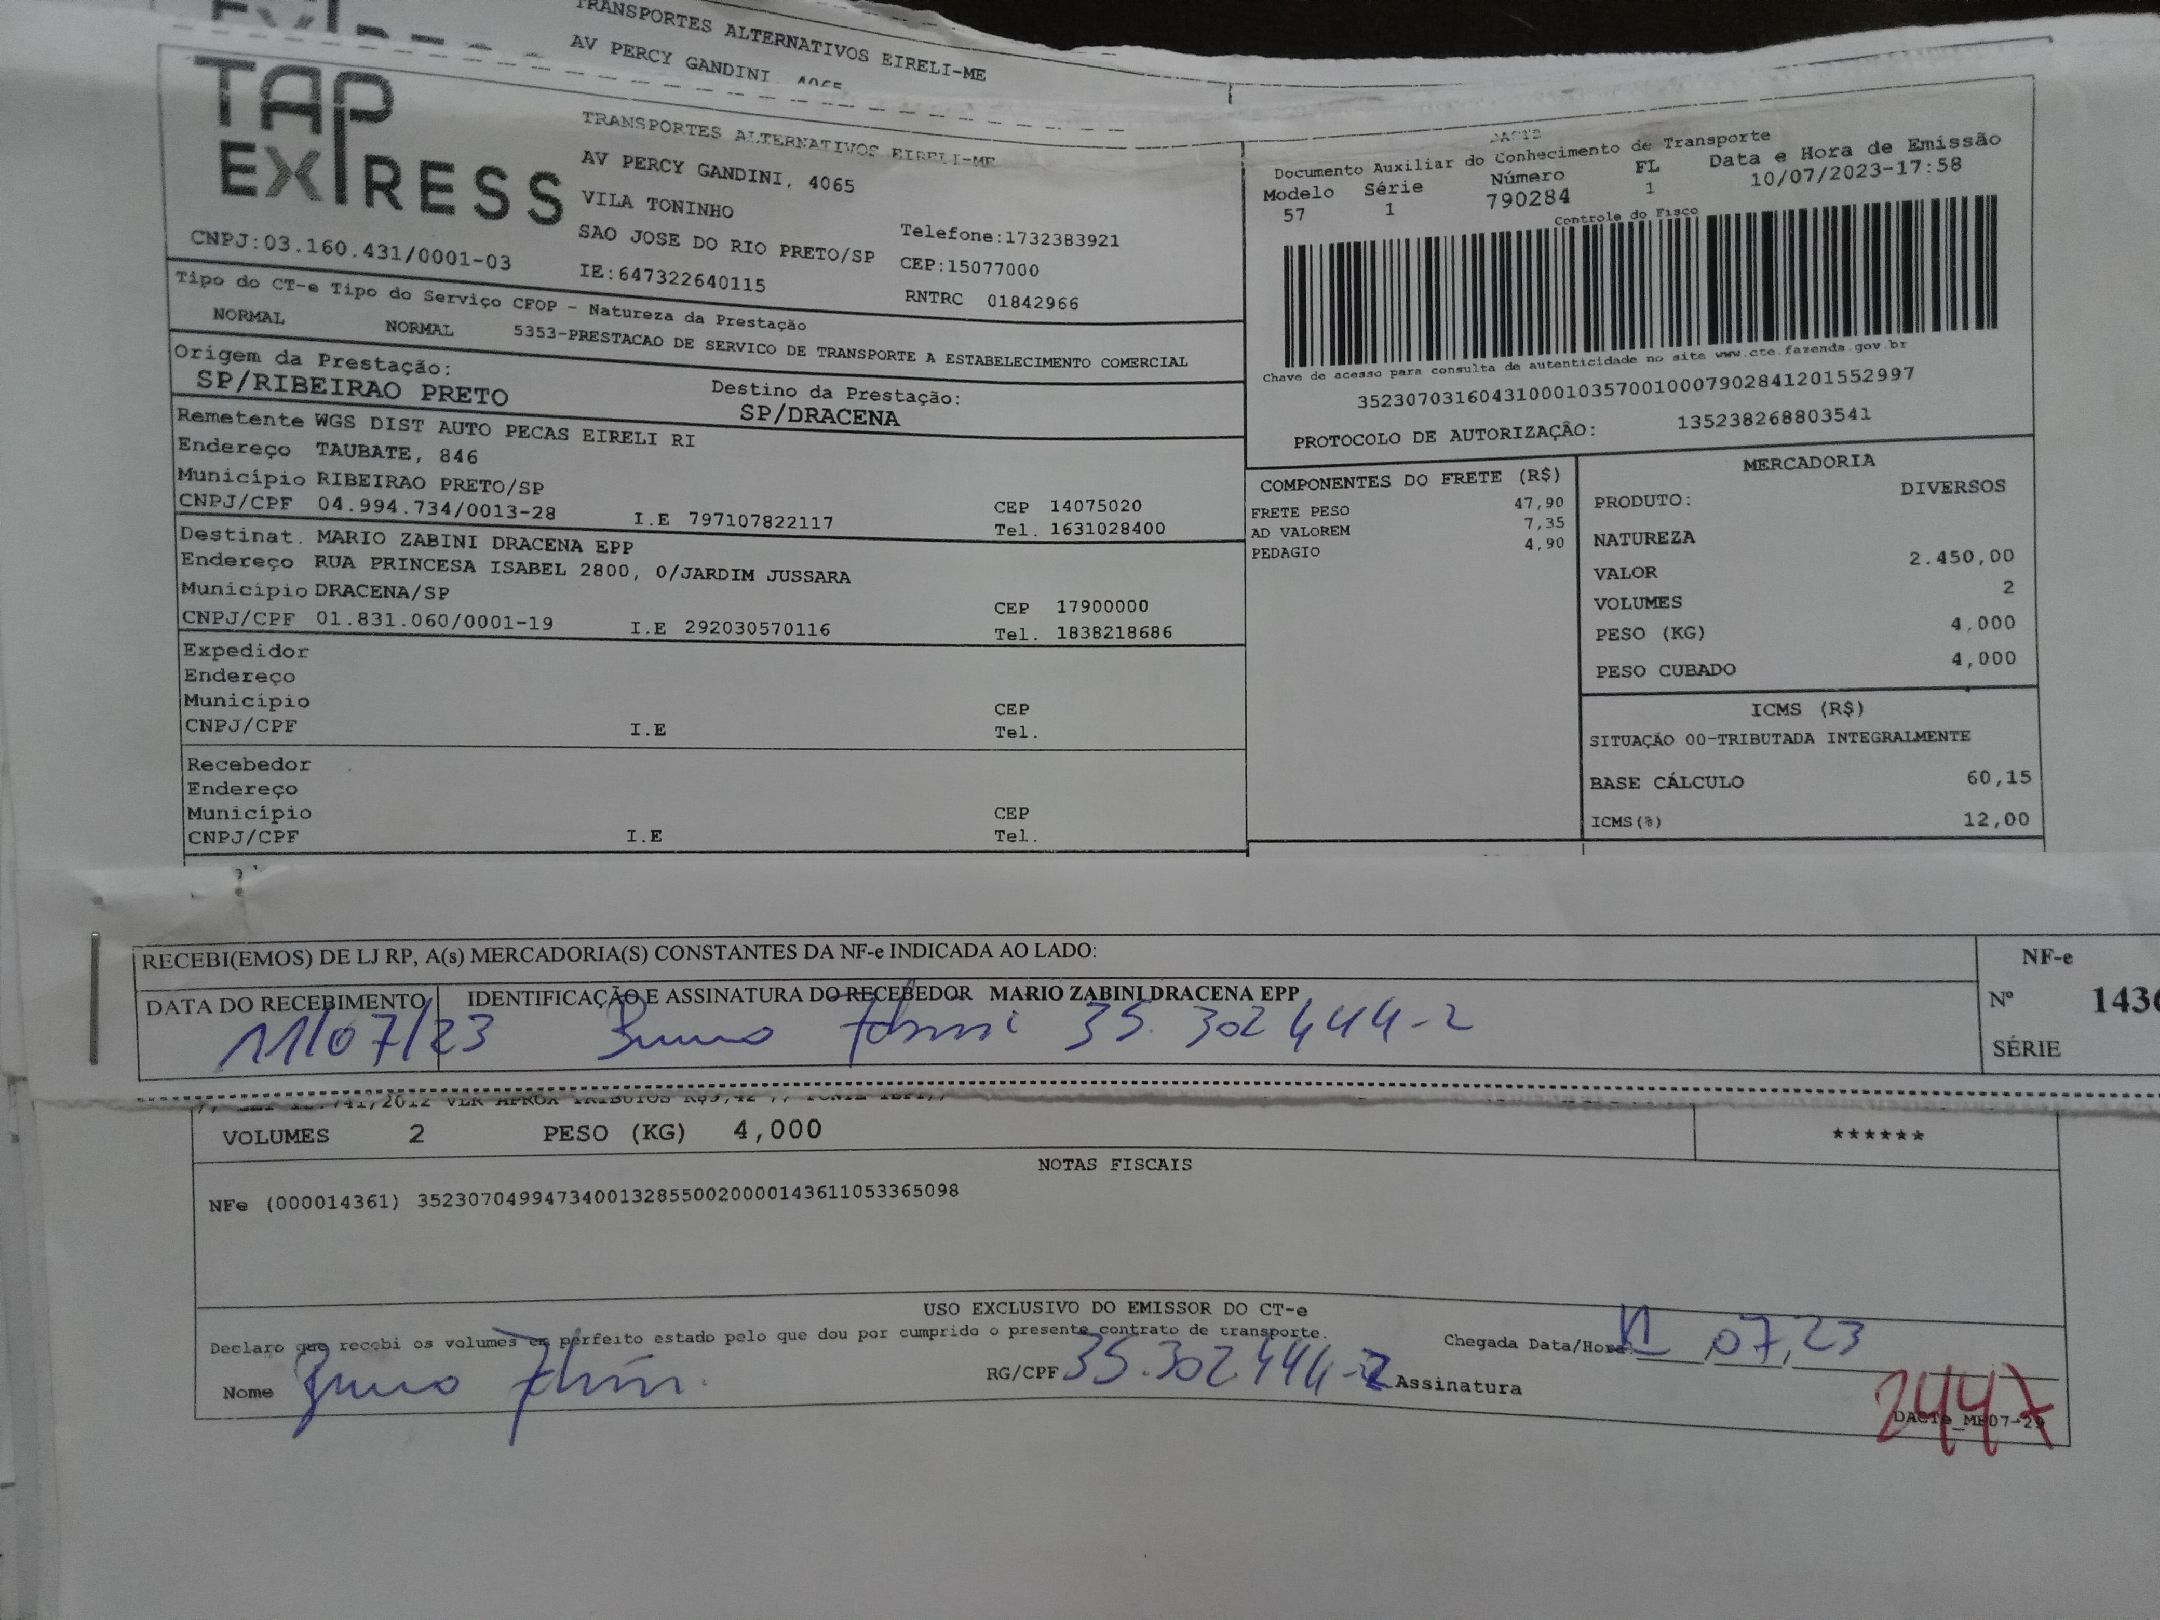 TRANSPORTES ALTERNATIVOS EIRELI-ME
AV PERCY GANDINI, 4065
TAP EXPRESS
TRANSPORTES ALTERNATIVOS EIRELI-ME
AV PERCY GANDINI, 4065
VILA TONINHO
SAO JOSE DO RIO PRETO/SP
Telefone:1732383921
CEP:15077000
CNPJ:03.160.431/0001-03
IE:647322640115
RNTRC 01842966
DACTE
Documento Auxiliar do Conhecimento de Transporte
Modelo Série Número FL Data e Hora de Emissão
57 1 790284 1 10/07/2023-17:58
Controle do Fisco
Chave de acesso para consulta de autenticidade no site www.cte.fazenda.gov.br
35230703160431000103570010007902841201552997
PROTOCOLO DE AUTORIZAÇÃO: 135238268803541
Tipo do CT-e Tipo do Serviço CFOP - Natureza da Prestação
NORMAL NORMAL 5353-PRESTACAO DE SERVICO DE TRANSPORTE A ESTABELECIMENTO COMERCIAL
Origem da Prestação: Destino da Prestação:
SP/RIBEIRAO PRETO SP/DRACENA
Remetente WGS DIST AUTO PECAS EIRELI RI
Endereço TAUBATE, 846
Município RIBEIRAO PRETO/SP CEP 14075020
CNPJ/CPF 04.994.734/0013-28 I.E 797107822117 Tel. 1631028400
Destinat. MARIO ZABINI DRACENA EPP
Endereço RUA PRINCESA ISABEL 2800, 0/JARDIM JUSSARA
Município DRACENA/SP CEP 17900000
CNPJ/CPF 01.831.060/0001-19 I.E 292030570116 Tel. 1838218686
Expedidor
Endereço
Município CEP
CNPJ/CPF I.E Tel.
Recebedor
Endereço
Município CEP
CNPJ/CPF I.E Tel.
COMPONENTES DO FRETE (R$)
FRETE PESO 47,90
AD VALOREM 7,35
PEDAGIO 4,90
MERCADORIA
PRODUTO: DIVERSOS
NATUREZA
VALOR 2.450,00
VOLUMES 2
PESO (KG) 4,000
PESO CUBADO 4,000
ICMS (R$)
SITUAÇÃO 00-TRIBUTADA INTEGRALMENTE
BASE CÁLCULO 60,15
ICMS(%) 12,00
RECEBI(EMOS) DE LJ RP, A(s) MERCADORIA(S) CONSTANTES DA NF-e INDICADA AO LADO:
DATA DO RECEBIMENTO IDENTIFICAÇÃO E ASSINATURA DO RECEBEDOR MARIO ZABINI DRACENA EPP
11/07/23 Bruno 35.302444-2
NF-e
Nº 1436
SÉRIE
VOLUMES 2 PESO (KG) 4,000 ******
NOTAS FISCAIS
NFe (000014361) 35230704994734001328550020000143611053365098
USO EXCLUSIVO DO EMISSOR DO CT-e
Declaro que recebi os volumes em perfeito estado pelo que dou por cumprido o presente contrato de transporte.
Chegada Data/Hora: 11,07,23
Nome Bruno RG/CPF 35.302.444-2 Assinatura
2447